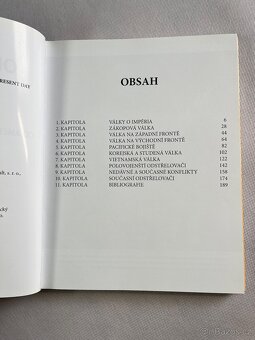 RESENT DAY
lt, s. r. o.,
OBSAH
1. KAPITOLA VÁLKY O IMPÉRIA 6
2. KAPITOLA ZÁKOPOVÁ VÁLKA 28
3. KAPITOLA VÁLKA NA ZÁPADNÍ FRONTĚ 44
4. KAPITOLA VÁLKA NA VÝCHODNÍ FRONTĚ 64
5. KAPITOLA PACIFICKÉ BOJIŠTĚ 82
6. KAPITOLA KOREJSKÁ A STUDENÁ VÁLKA 102
7. KAPITOLA VIETNAMSKÁ VÁLKA 122
8. KAPITOLA POLOVOJENŠTÍ ODSTŘELOVAČI 142
9. KAPITOLA NEDÁVNÉ A SOUČASNÉ KONFLIKTY 158
10. KAPITOLA SOUČASNÍ ODSTŘELOVAČI 174
11. KAPITOLA BIBLIOGRAFIE 189